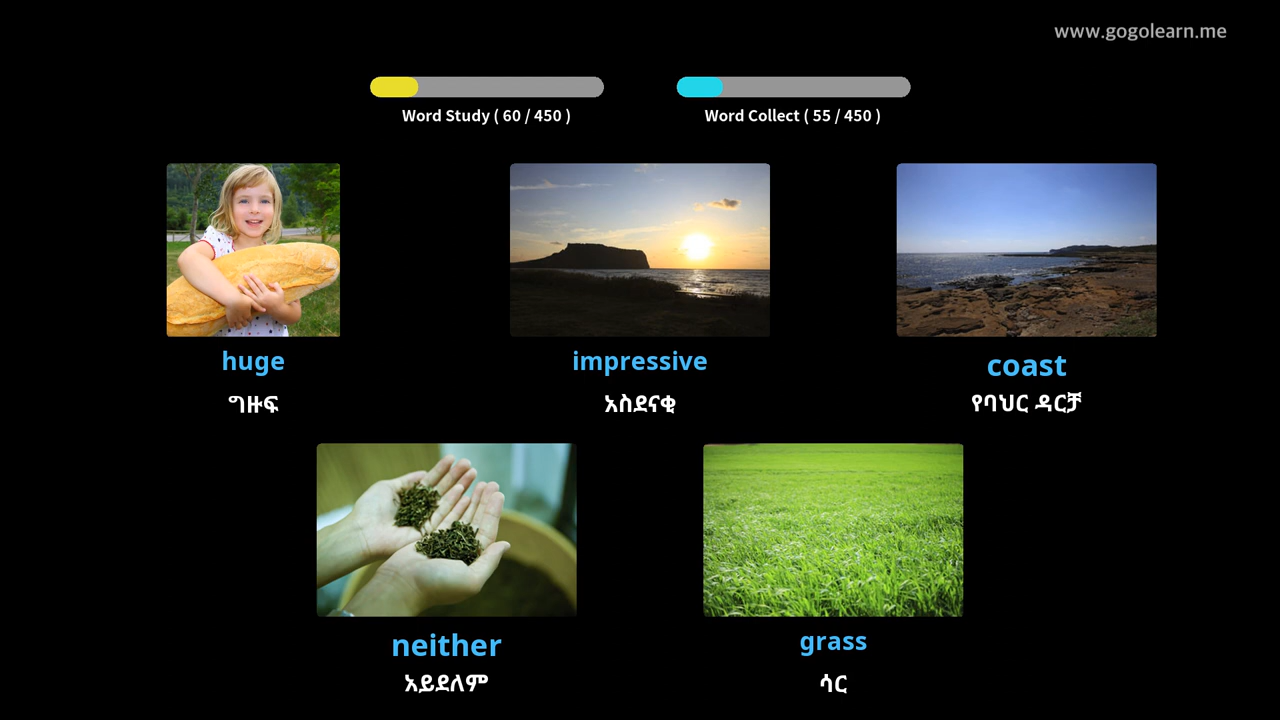 www.gogolearn.me
Word Study ( 60 / 450 )
Word Collect ( 55 / 450 )
huge
ግዙፍ
impressive
አስደናቂ
coast
የባህር ዳርቻ
neither
አይደለም
grass
ሳር